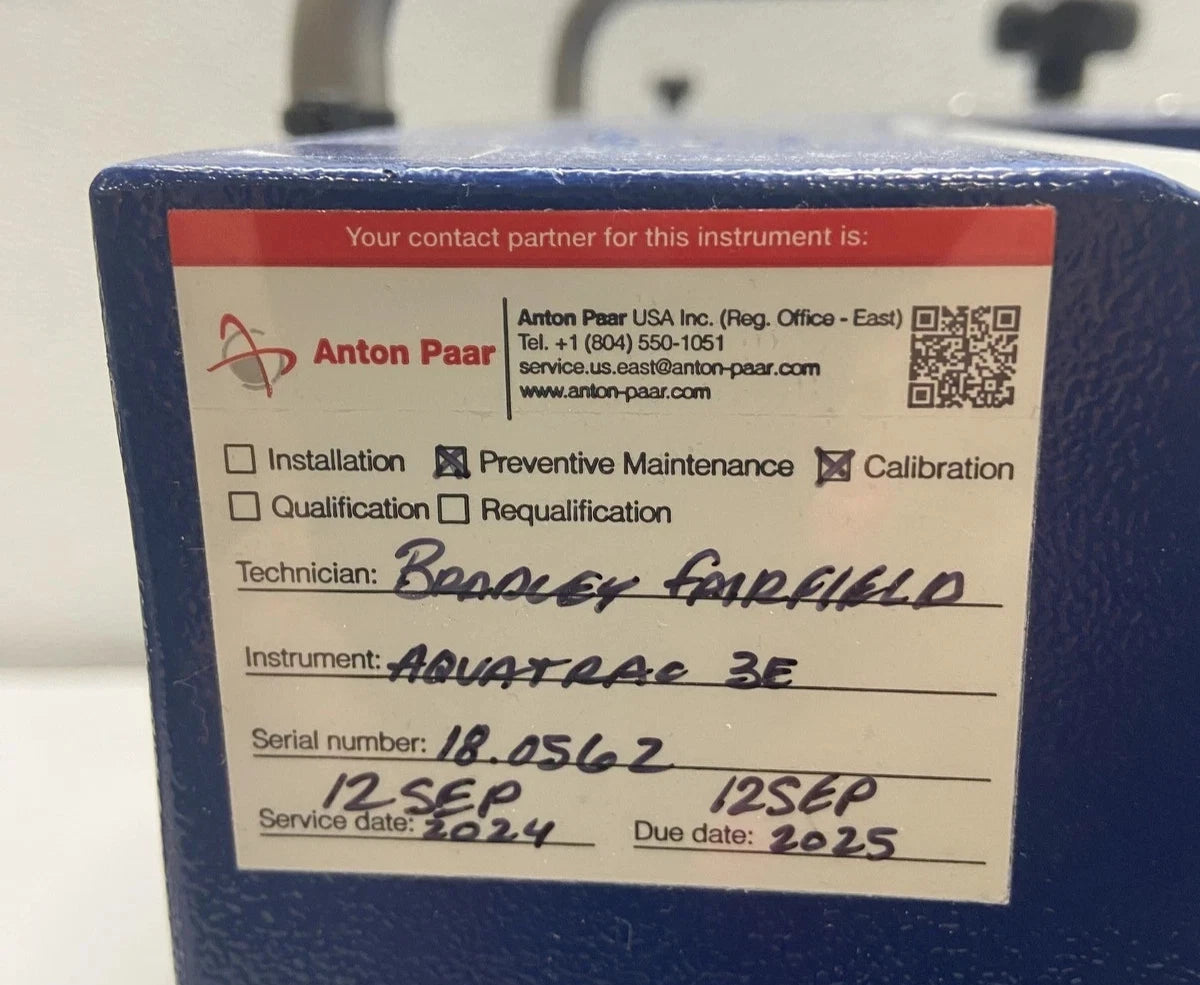 Your contact partner for this instrument is:
Anton Paar
Anton Paar USA Inc. (Reg. Office - East)
Tel. +1 (804) 550-1051
service.us.east@anton-paar.com
www.anton-paar.com
Installation Preventive Maintenance Calibration
Qualification Requalification
Technician: BRADLEY FAIRFIELD
Instrument: AQUATRAC 3E
Serial number: 18.0562
12 SEP 12SEP
Service date: 2024 Due date: 2025